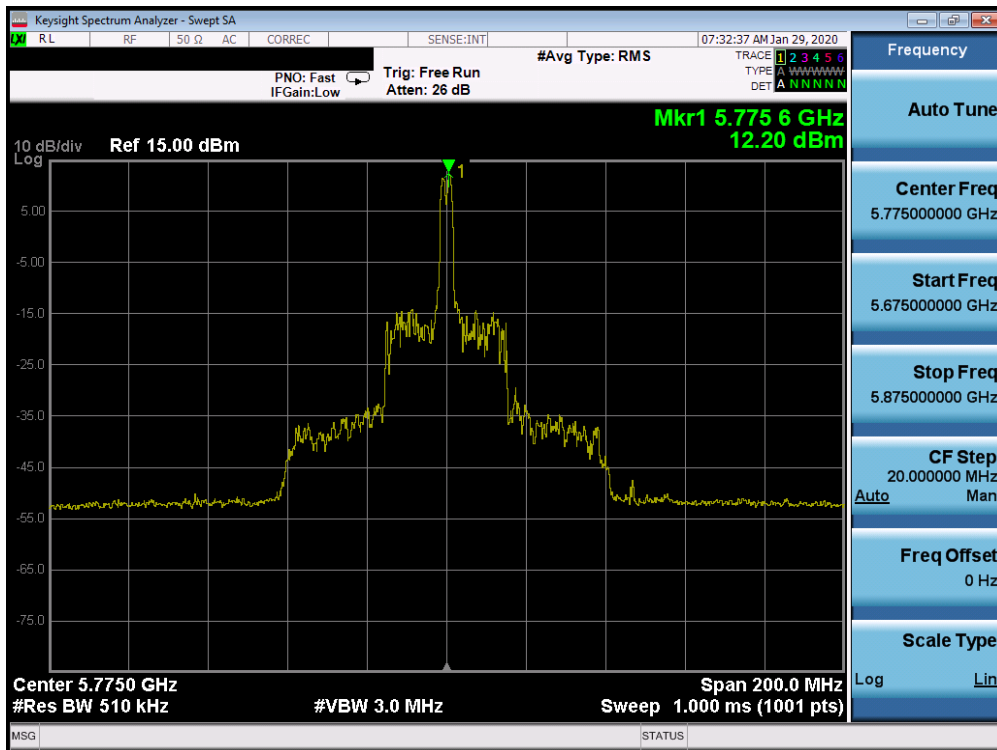 Keysight Spectrum Analyzer - Swept SA
LXI RL RF 50 Ω AC CORREC SENSE:INT 07:32:37 AM Jan 29, 2020
Frequency
#Avg Type: RMS
TRACE 1 2 3 4 5 6
TYPE A WWWWW
DET A N N N N N
PNO: Fast
IFGain:Low
Trig: Free Run
Atten: 26 dB
Mkr1 5.775 6 GHz
12.20 dBm
10 dB/div
Log
Ref 15.00 dBm
1
5.00
-5.00
-15.0
-25.0
-35.0
-45.0
-55.0
-65.0
-75.0
Center 5.7750 GHz
Span 200.0 MHz
#Res BW 510 kHz
#VBW 3.0 MHz
Sweep 1.000 ms (1001 pts)
MSG
STATUS
Auto Tune
Center Freq
5.775000000 GHz
Start Freq
5.675000000 GHz
Stop Freq
5.875000000 GHz
CF Step
20.000000 MHz
Auto Man
Freq Offset
0 Hz
Scale Type
Log Lin